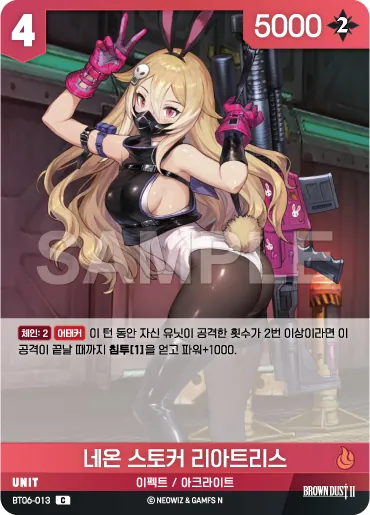 4
5000
2
SAMPLE
체인: 2 어태커 이 턴 동안 자신 유닛이 공격한 횟수가 2번 이상이라면 이
공격이 끝날 때까지 침투[1]을 얻고 파워+1000.
네온 스토커 리아트리스
UNIT
이펙트 / 아크라이트
BT06-013 C
© NEOWIZ & GAMFS N
BROWN DUST II